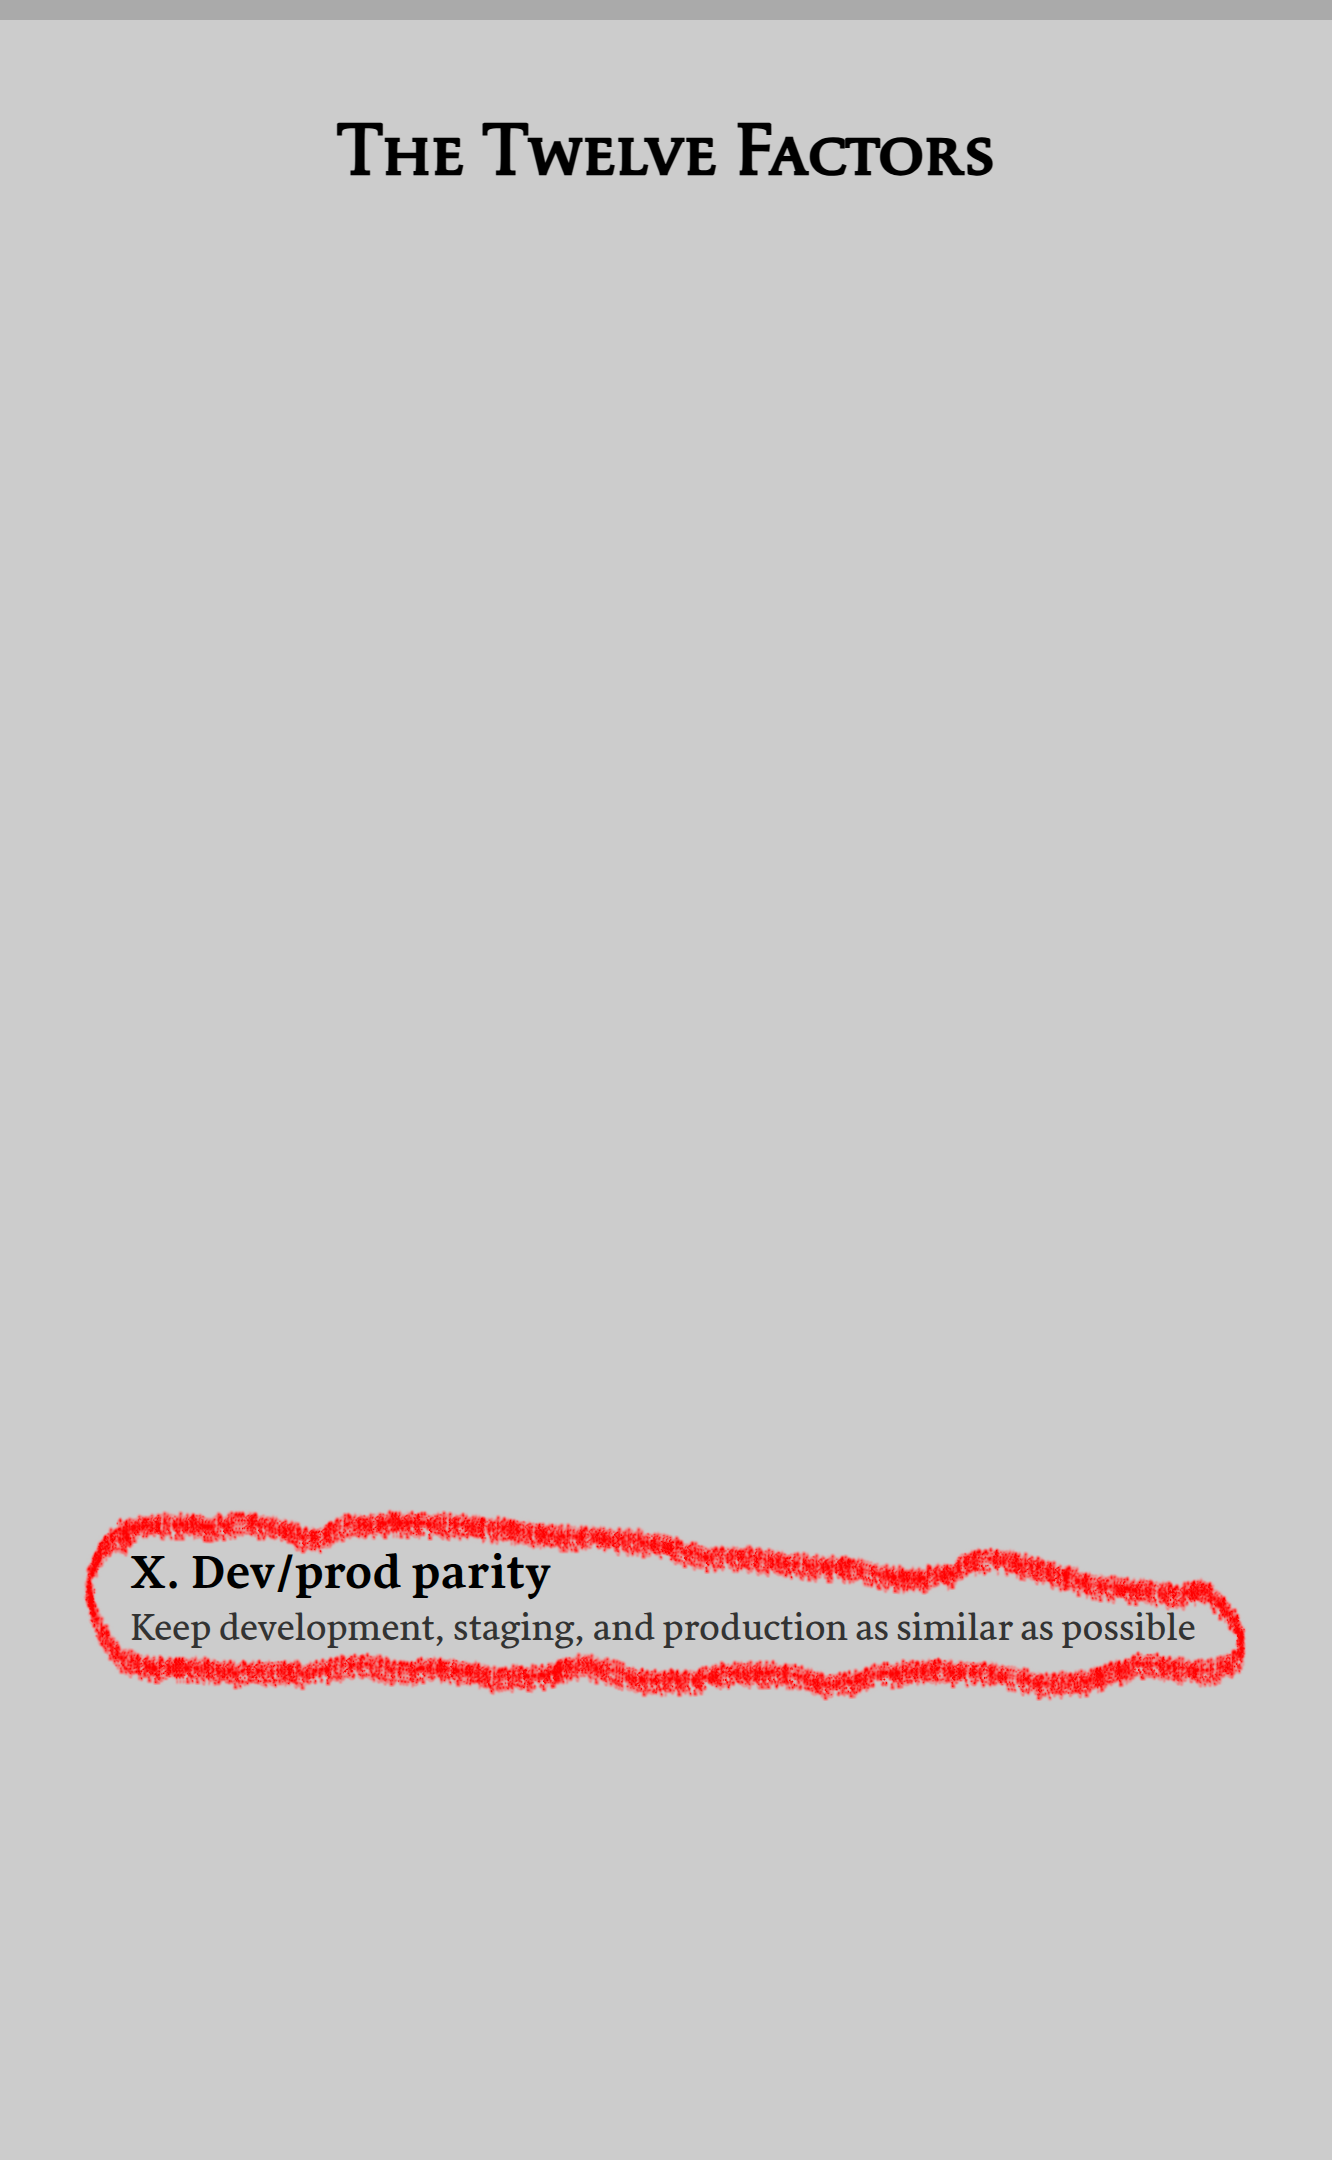 The Twelve Factors
X. Dev/prod parity
Keep development, staging, and production as similar as possible